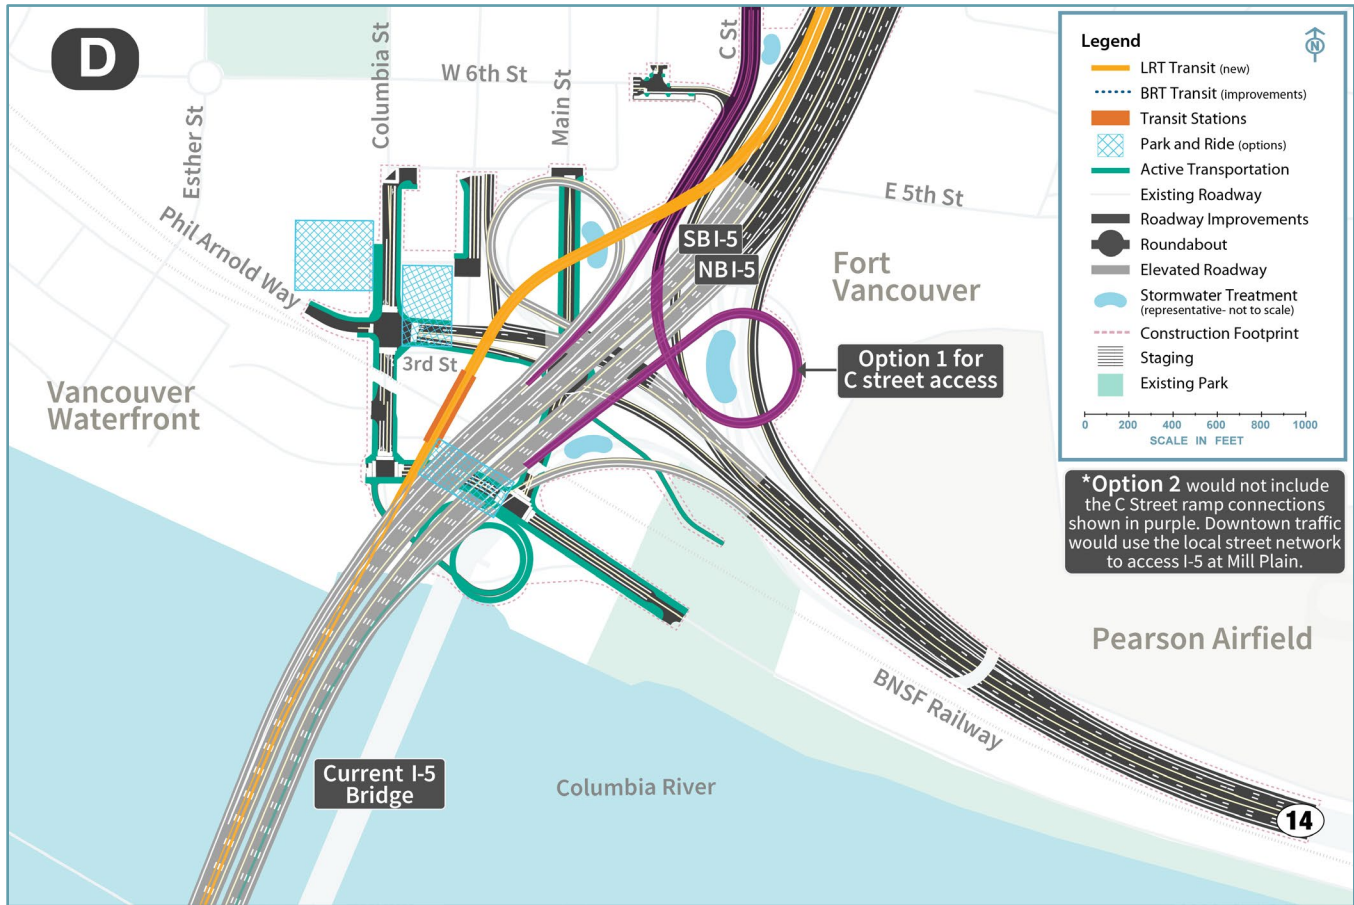 D
Columbia St
W 6th St
Main St
C St
Esther St
Phil Arnold Way
E 5th St
SB I-5
NB I-5
Fort
Vancouver
3rd St
Option 1 for
C street access
Vancouver
Waterfront
Pearson Airfield
BNSF Railway
Current I-5
Bridge
Columbia River
14
Legend
N
LRT Transit (new)
BRT Transit (improvements)
Transit Stations
Park and Ride (options)
Active Transportation
Existing Roadway
Roadway Improvements
Roundabout
Elevated Roadway
Stormwater Treatment
(representative- not to scale)
Construction Footprint
Staging
Existing Park
0 200 400 600 800 1000
SCALE IN FEET
*Option 2 would not include
the C Street ramp connections
shown in purple. Downtown traffic
would use the local street network
to access I-5 at Mill Plain.